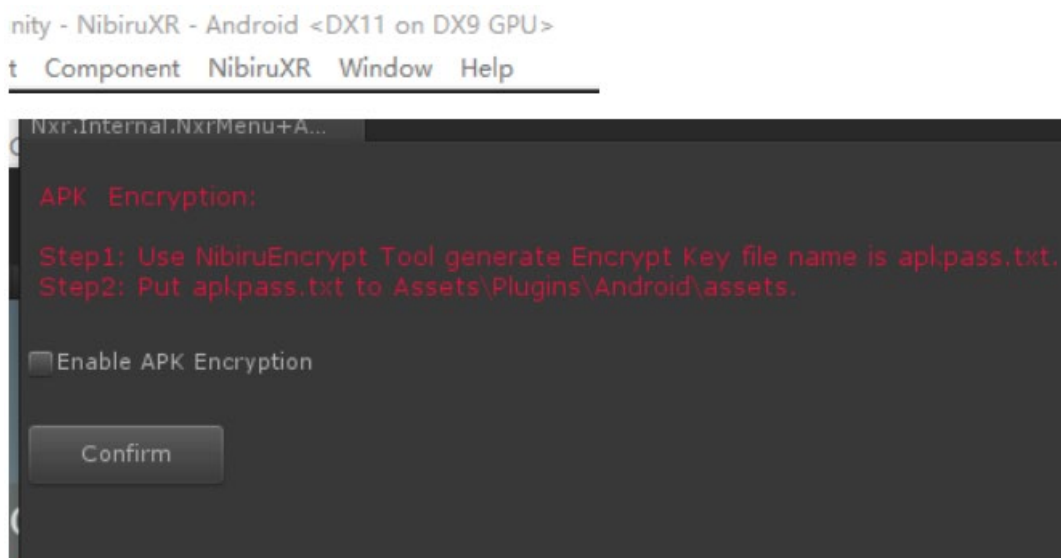 nity - NibiruXR - Android <DX11 on DX9 GPU>
t Component NibiruXR Window Help
Nxr.Internal.NxrMenu+A...
APK Encryption:
Step1: Use NibiruEncrypt Tool generate Encrypt Key file name is apkpass.txt.
Step2: Put apkpass.txt to Assets\Plugins\Android\assets.
Enable APK Encryption
Confirm